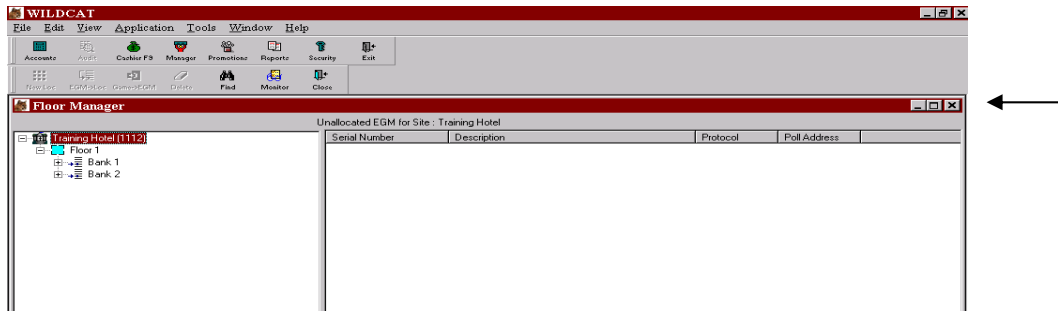 WILDCAT
File Edit View Application Tools Window Help
Accounts Audit Cashier F9 Manager Promotions Reports Security Exit
New Loc EGM->Loc Game->EGM Delete Find Monitor Close
Floor Manager
Unallocated EGM for Site : Training Hotel
Training Hotel (1112)
Serial Number Description Protocol Poll Address
Floor 1
Bank 1
Bank 2